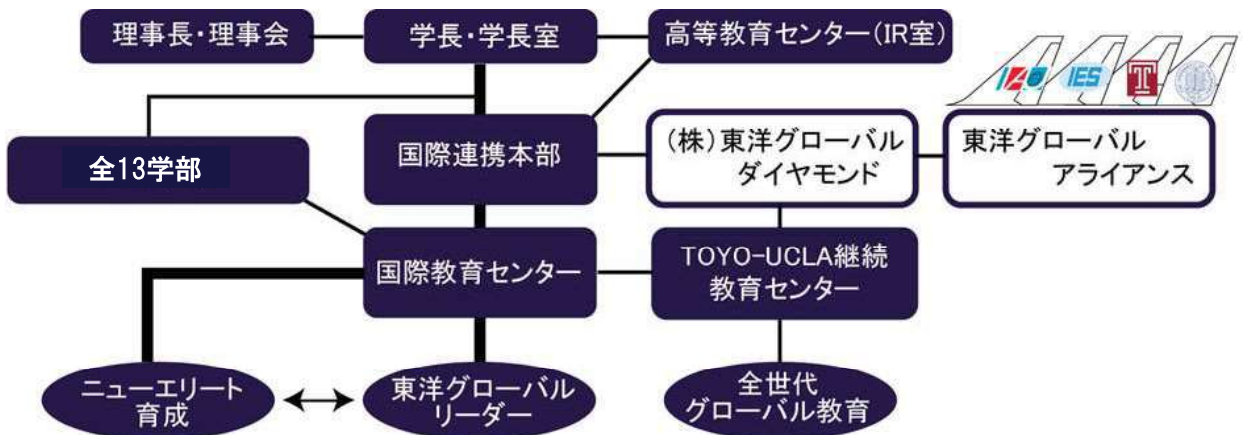 理事長・理事会
学長・学長室
高等教育センター(IR室)
IES
T
全13学部
国際連携本部
(株)東洋グローバル
ダイヤモンド
東洋グローバル
アライアンス
国際教育センター
TOYO-UCLA継続
教育センター
ニューエリート
育成
東洋グローバル
リーダー
全世代
グローバル教育